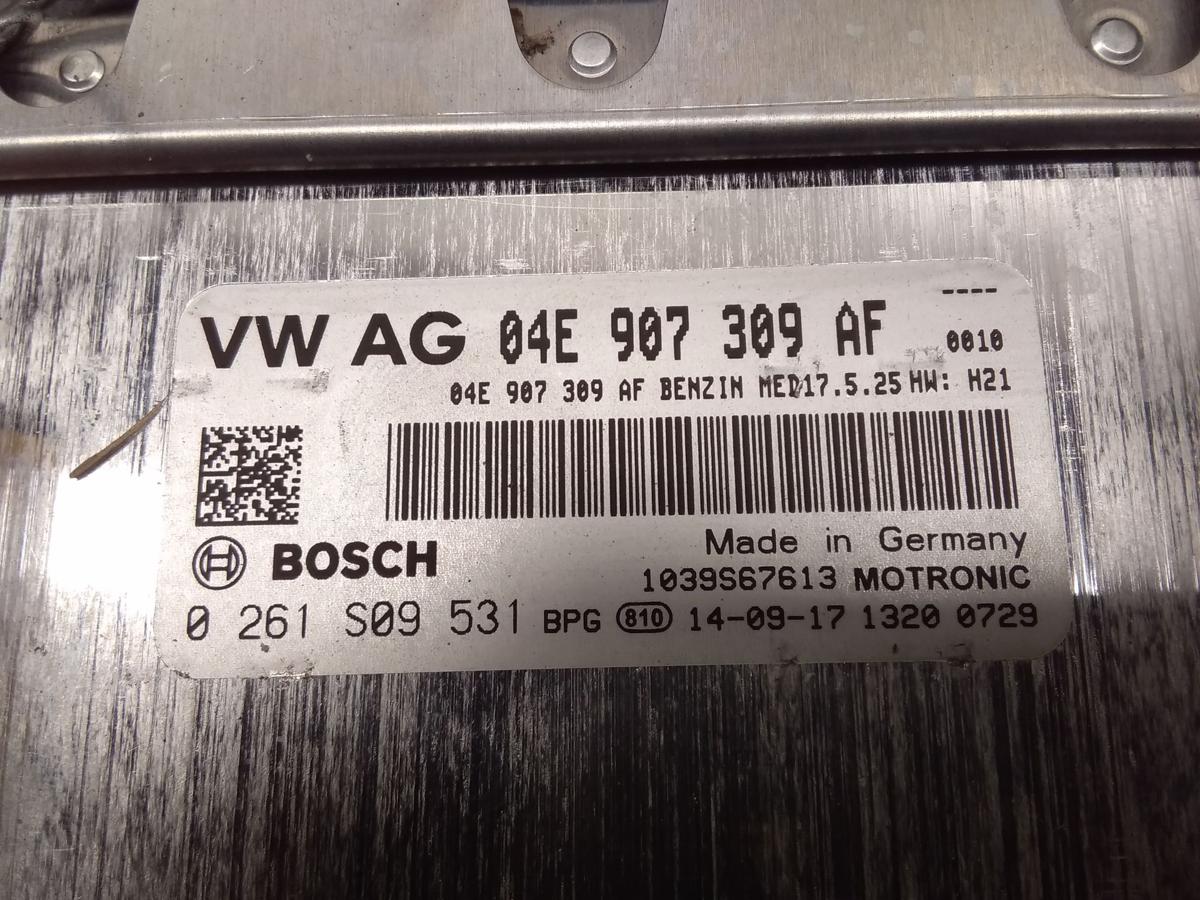 VW AG 04E 907 309 AF ----
0010
04E 907 309 AF BENZIN MED17.5.25 HW: H21
BOSCH
Made in Germany
1039S67613 MOTRONIC
0 261 S09 531 BPG 810 14-09-17 1320 0729